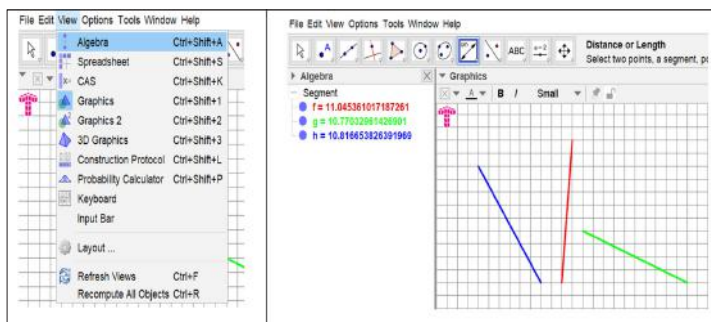 File Edit View Options Tools Window Help
Algebra Ctrl+Shift+A
Spreadsheet Ctrl+Shift+S
CAS Ctrl+Shift+K
Graphics Ctrl+Shift+1
Graphics 2 Ctrl+Shift+2
3D Graphics Ctrl+Shift+3
Construction Protocol Ctrl+Shift+L
Probability Calculator Ctrl+Shift+P
Keyboard
Input Bar
Layout ...
Refresh Views Ctrl+F
Recompute All Objects Ctrl+R
File Edit View Options Tools Window Help
ABC
a=2
Distance or Length
Select two points, a segment,
Algebra
Graphics
Segment
A B I Small
f = 11.045361017187261
g = 10.77032961426901
h = 10.816653826391969